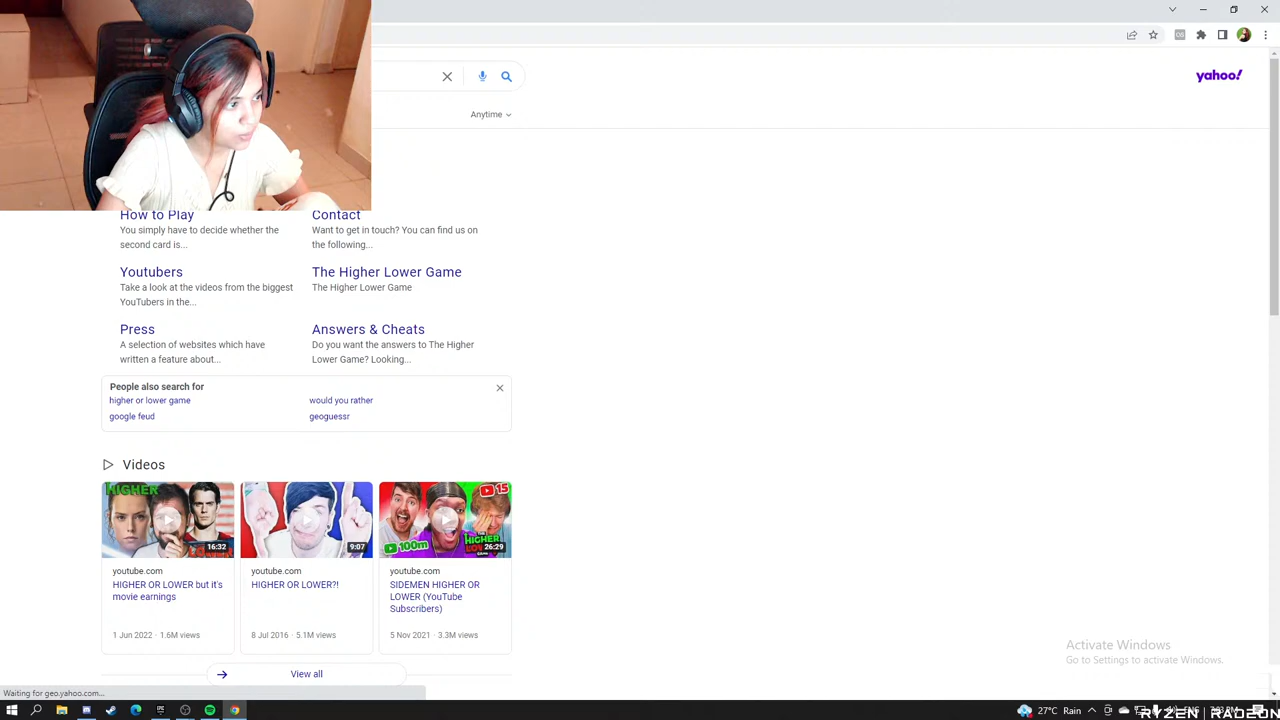 yahoo!
Anytime
How to Play
You simply have to decide whether the
second card is...
Contact
Want to get in touch? You can find us on
the following...
Youtubers
Take a look at the videos from the biggest
YouTubers in the...
The Higher Lower Game
The Higher Lower Game
Press
A selection of websites which have
written a feature about...
Answers & Cheats
Do you want the answers to The Higher
Lower Game? Looking...
People also search for
higher or lower game
would you rather
google feud
geoguessr
Videos
HIGHER
16:32
9:07
15
100m
THE
HIGHER
26:29
youtube.com
HIGHER OR LOWER but it's
movie earnings
1 Jun 2022 · 1.6M views
youtube.com
HIGHER OR LOWER?!
8 Jul 2016 · 5.1M views
youtube.com
SIDEMEN HIGHER OR
LOWER (YouTube
Subscribers)
5 Nov 2021 · 3.3M views
View all
Activate Windows
Go to Settings to activate Windows.
Waiting for geo.yahoo.com...
27°C Rain
RYZEN RADEON